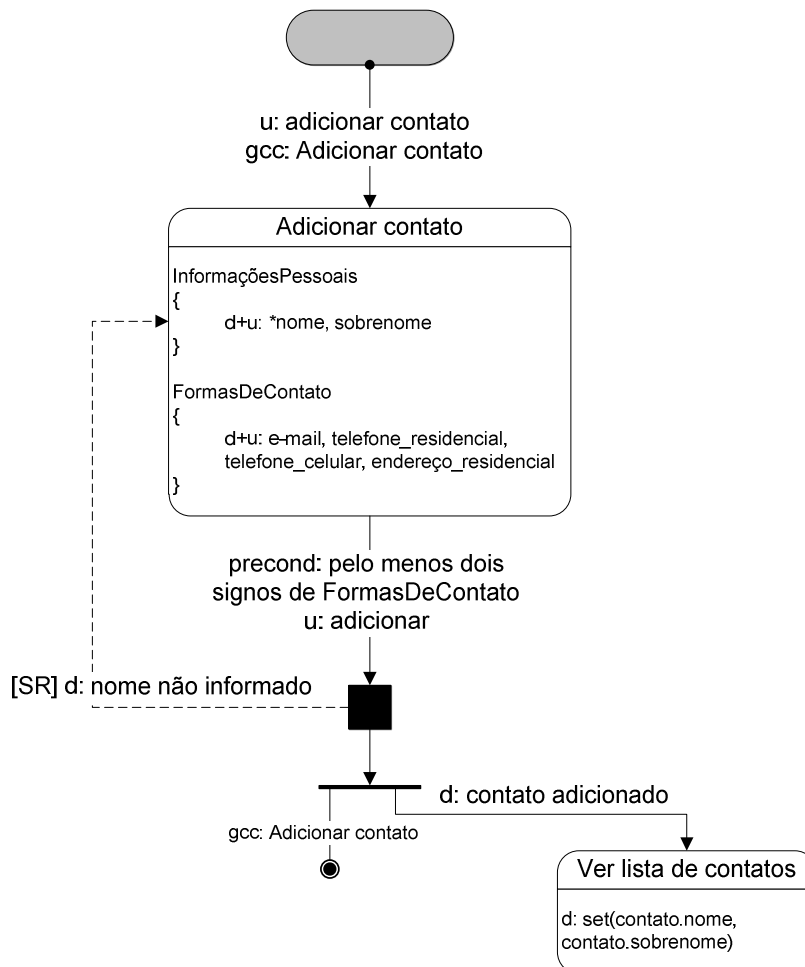 u: adicionar contato
gcc: Adicionar contato
Adicionar contato
InformaçõesPessoais
{
d+u: *nome, sobrenome
}
FormasDeContato
{
d+u: e-mail, telefone_residencial,
telefone_celular, endereço_residencial
}
precond: pelo menos dois
signos de FormasDeContato
u: adicionar
[SR] d: nome não informado
d: contato adicionado
gcc: Adicionar contato
Ver lista de contatos
d: set(contato.nome,
contato.sobrenome)